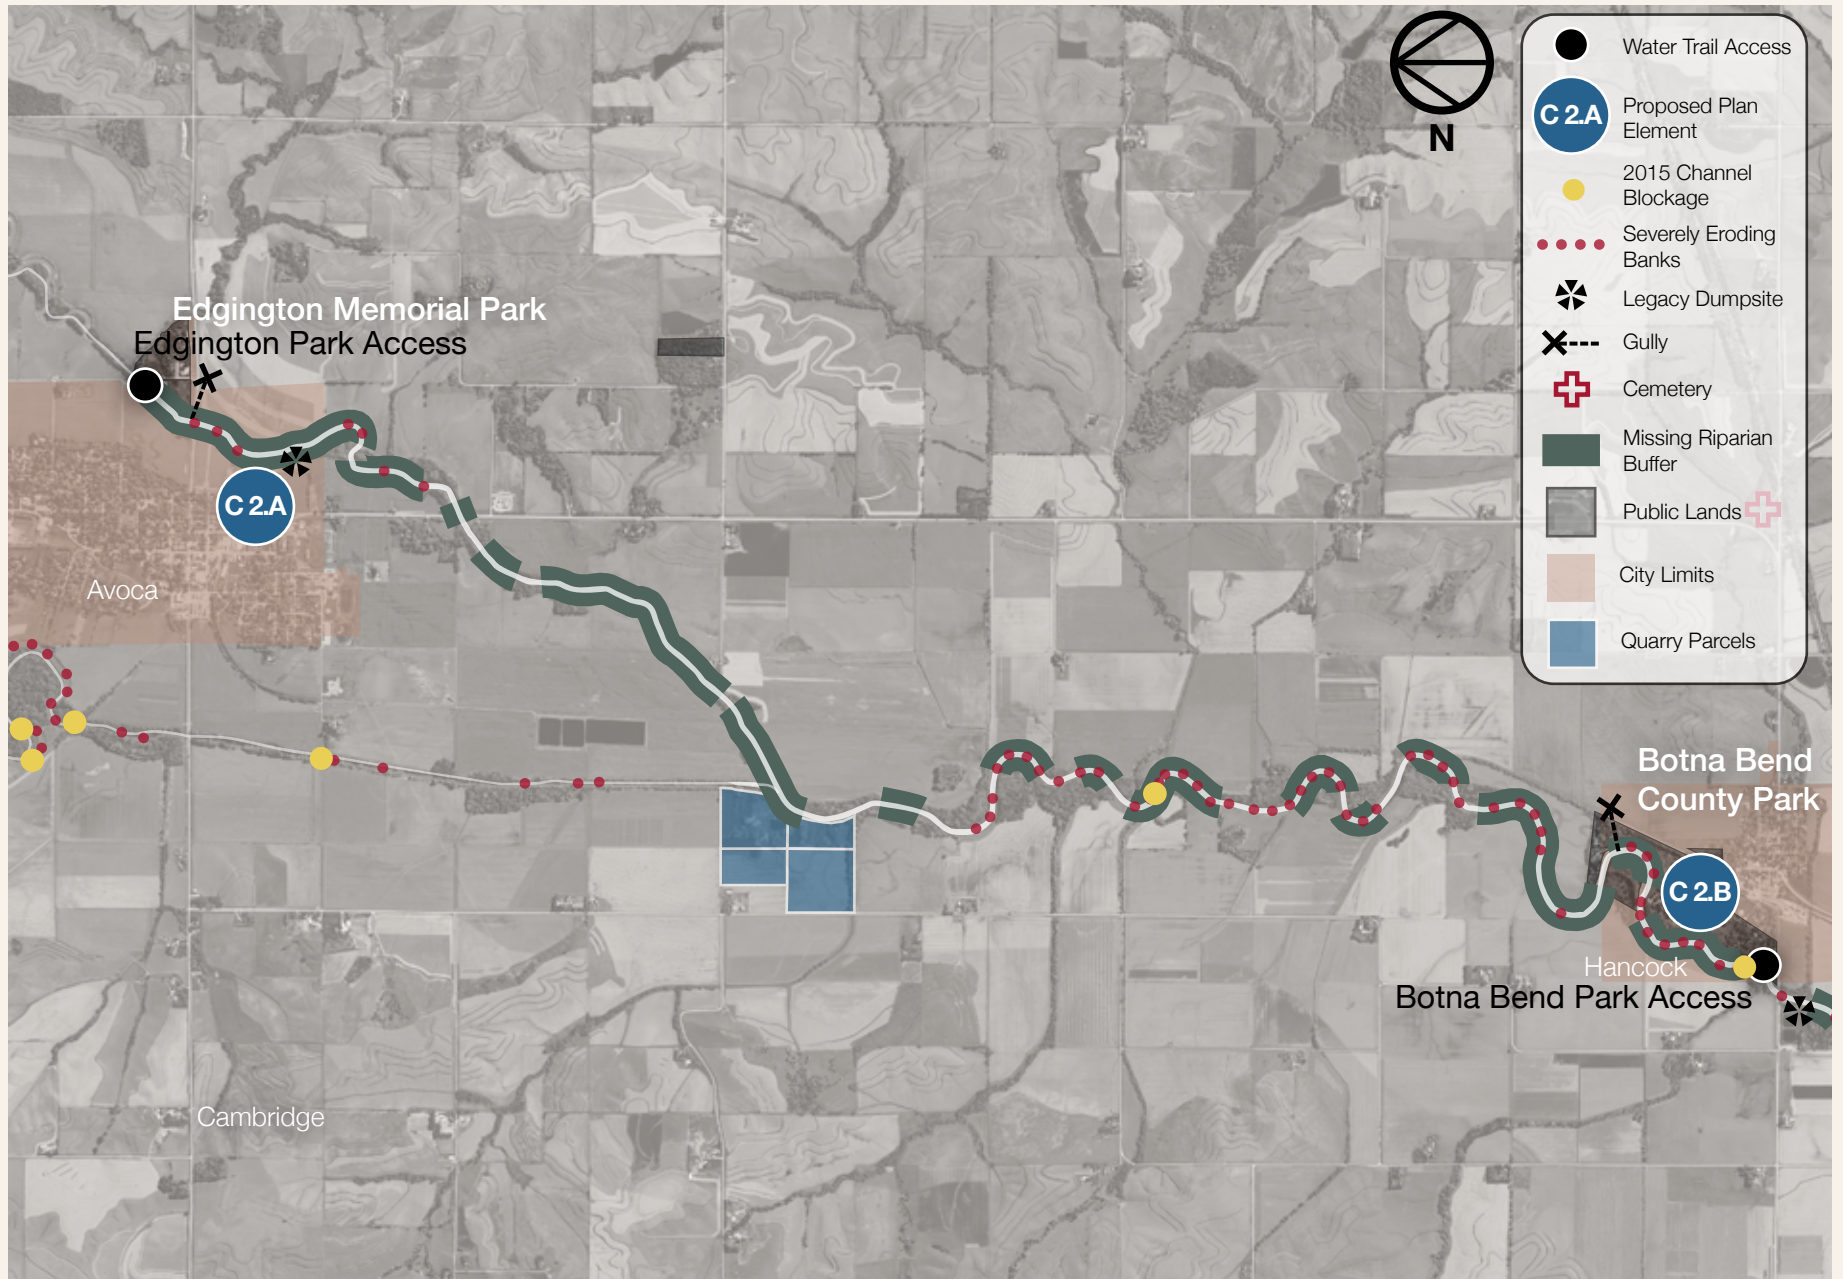 N
Water Trail Access
C 2.A
Proposed Plan
Element
2015 Channel
Blockage
Severely Eroding
Banks
Legacy Dumpsite
Gully
Cemetery
Missing Riparian
Buffer
Public Lands
City Limits
Quarry Parcels
Edgington Memorial Park
Edgington Park Access
C 2.A
Avoca
Botna Bend
County Park
C 2.B
Hancock
Botna Bend Park Access
Cambridge